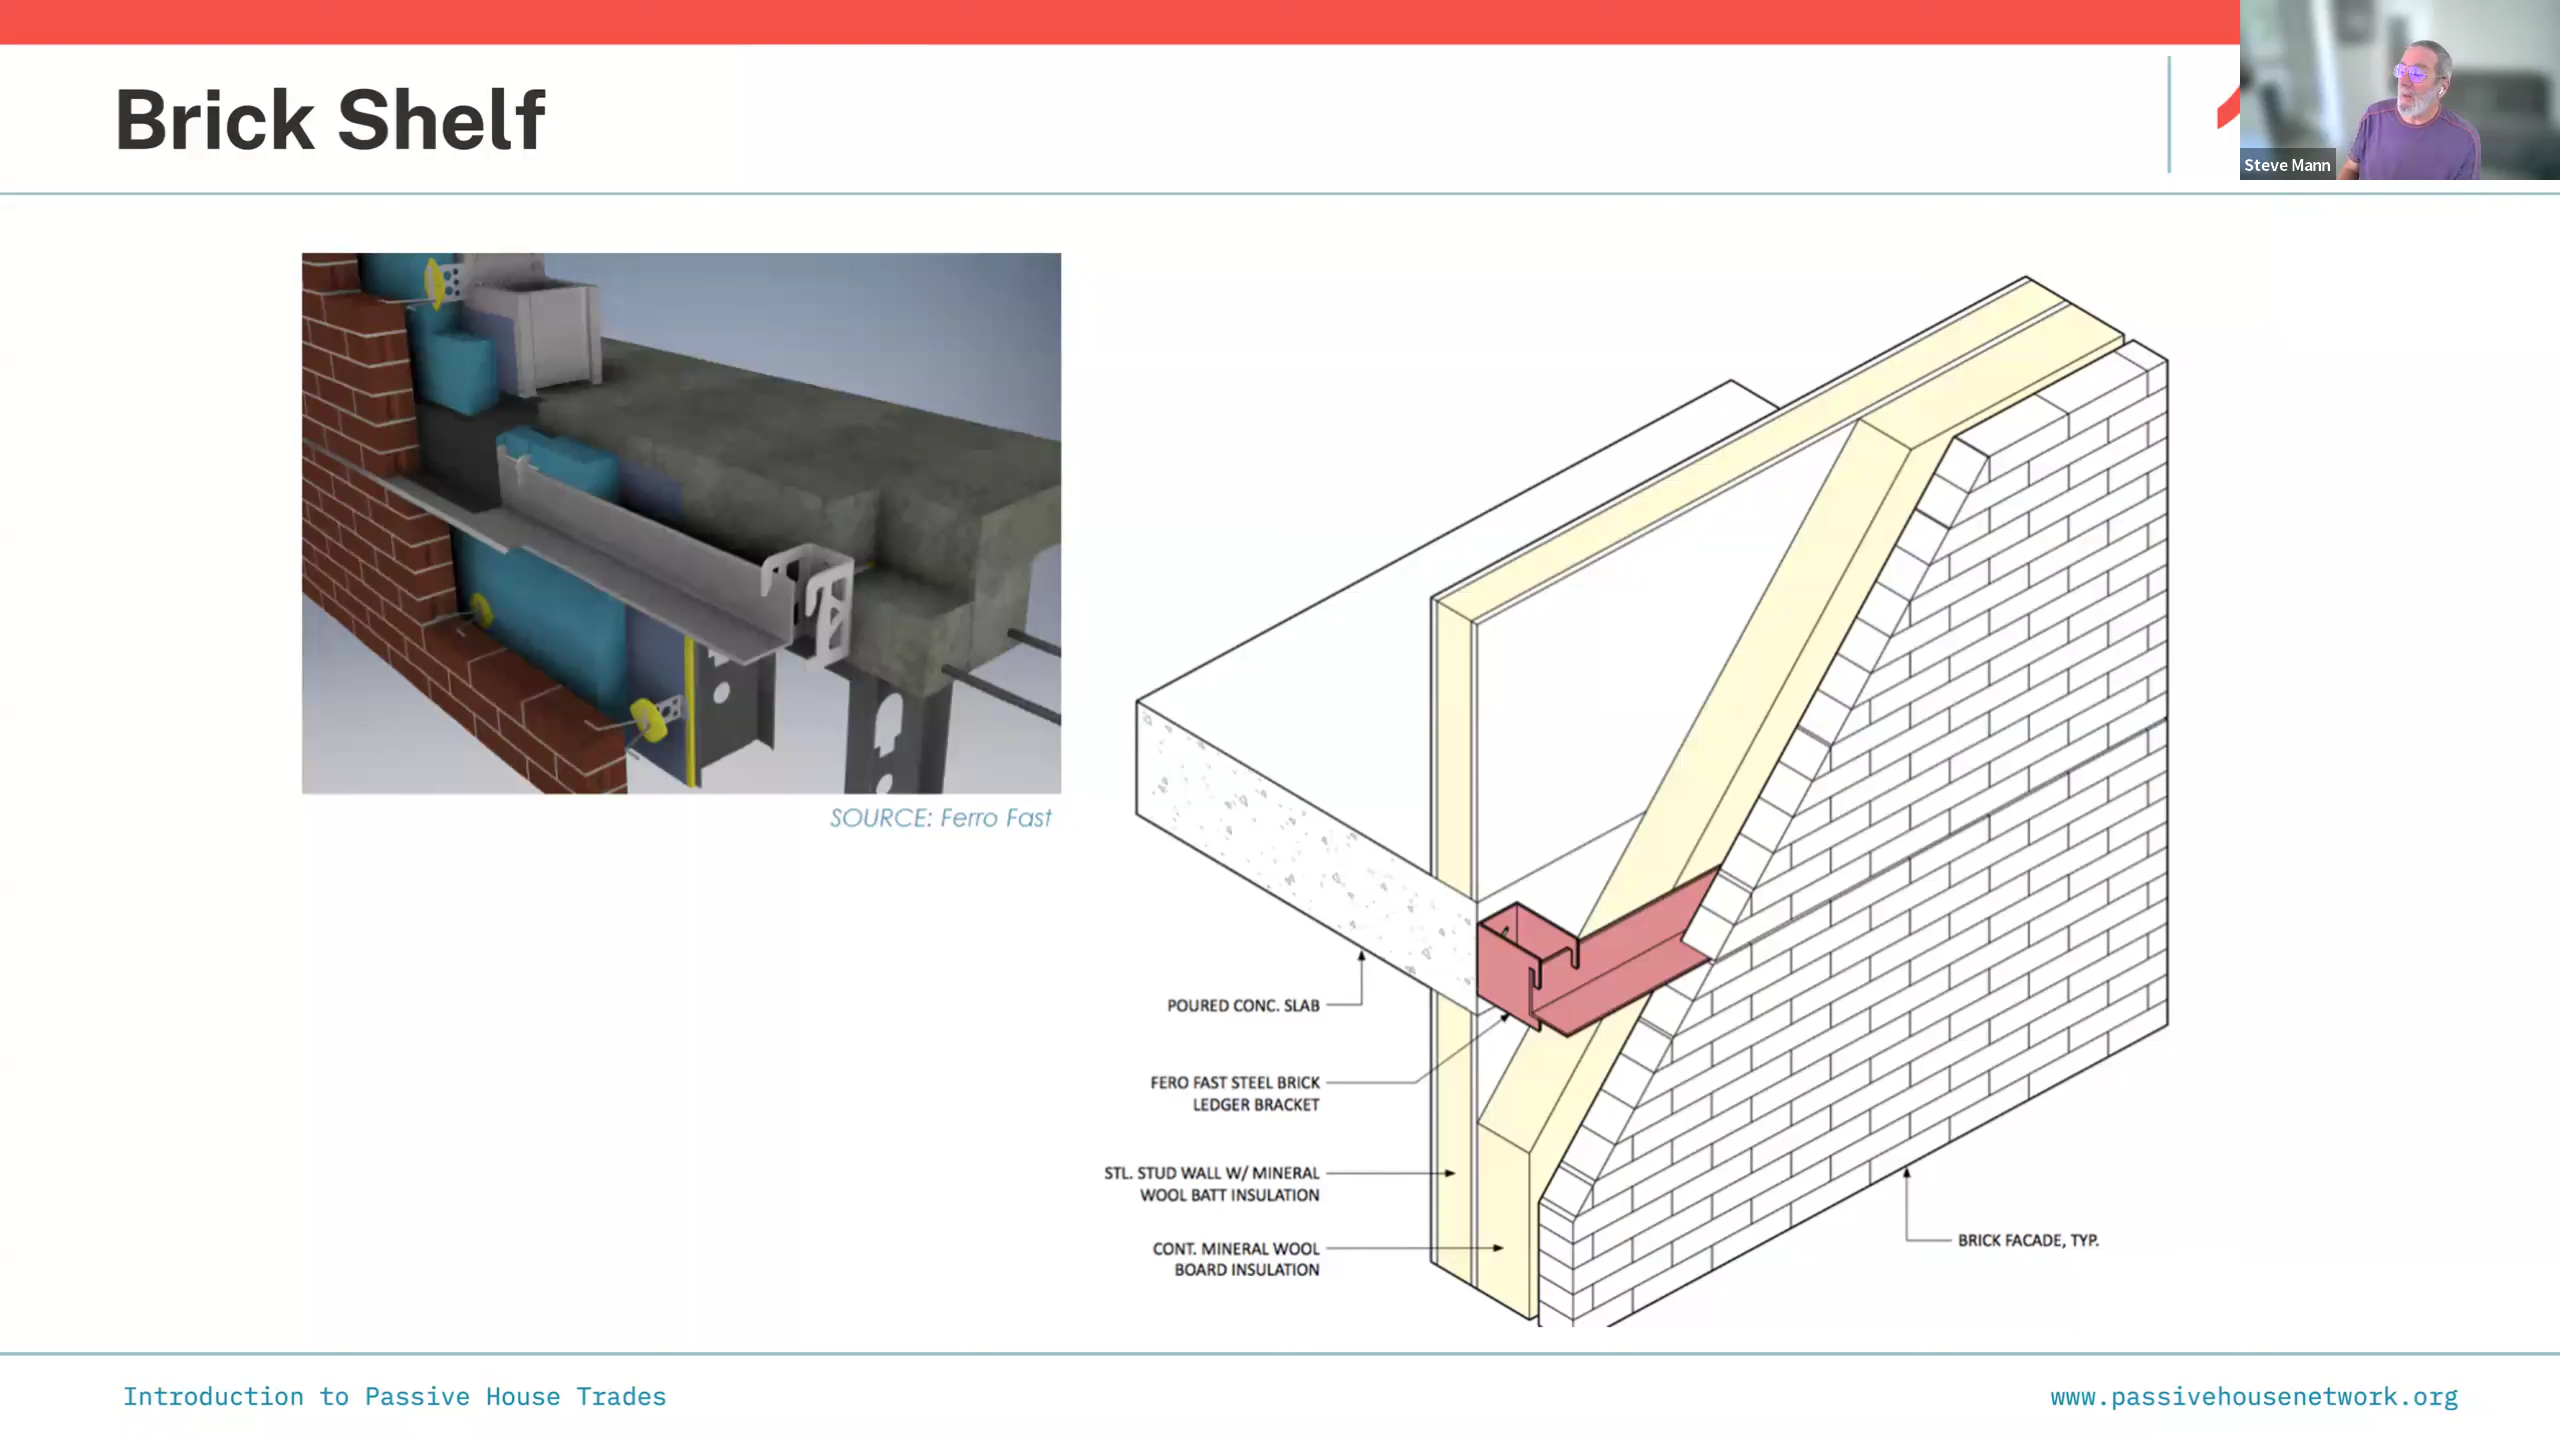 Brick Shelf
Steve Mann
SOURCE: Ferro Fast
POURED CONC. SLAB
FERO FAST STEEL BRICK
LEDGER BRACKET
STL. STUD WALL W/ MINERAL
WOOL BATT INSULATION
CONT. MINERAL WOOL
BOARD INSULATION
BRICK FACADE, TYP.
Introduction to Passive House Trades
www.passivehousenetwork.org